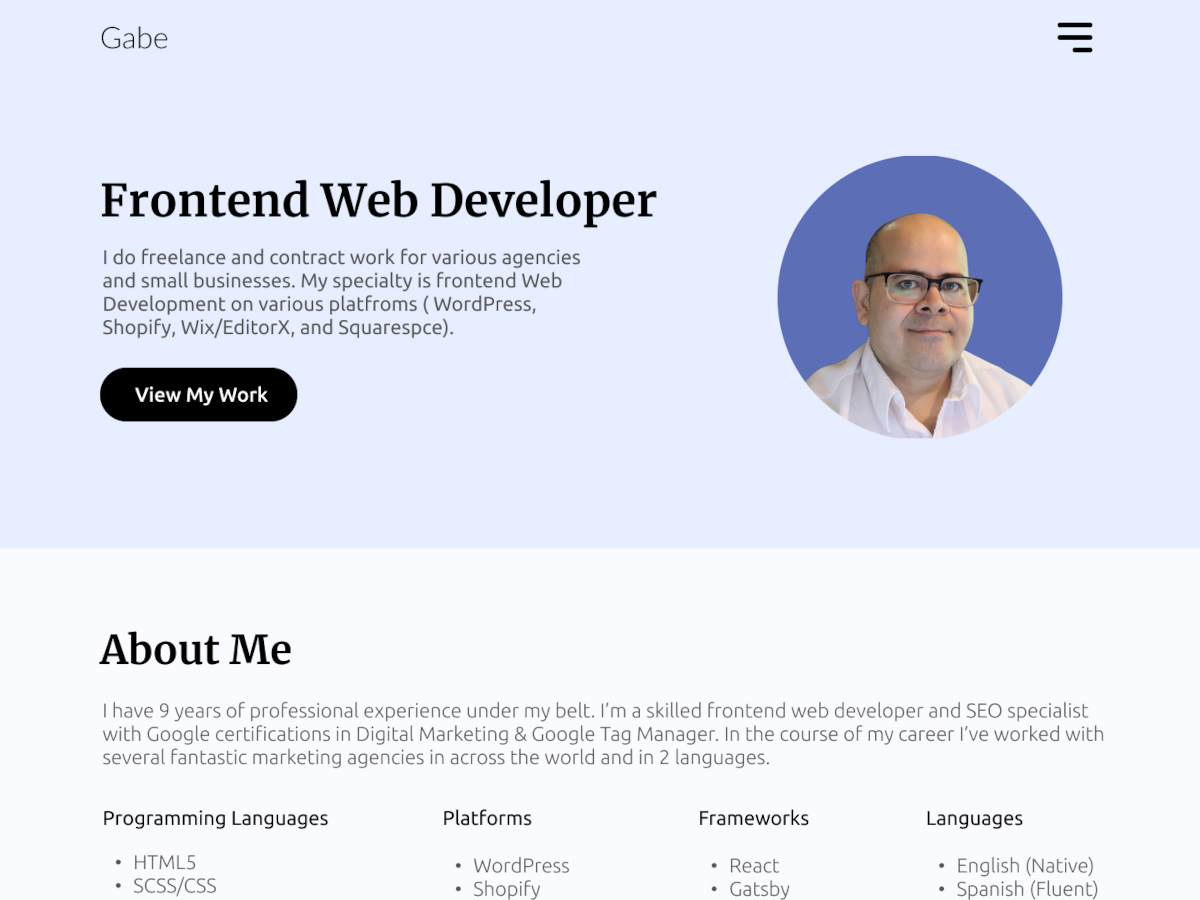 Gabe
Frontend Web Developer
I do freelance and contract work for various agencies
and small businesses. My specialty is frontend Web
Development on various platfroms ( WordPress,
Shopify, Wix/EditorX, and Squarespce).
View My Work
About Me
I have 9 years of professional experience under my belt. I’m a skilled frontend web developer and SEO specialist
with Google certifications in Digital Marketing & Google Tag Manager. In the course of my career I’ve worked with
several fantastic marketing agencies in across the world and in 2 languages.
Programming Languages
• HTML5
• SCSS/CSS
Platforms
• WordPress
• Shopify
Frameworks
• React
• Gatsby
Languages
• English (Native)
• Spanish (Fluent)